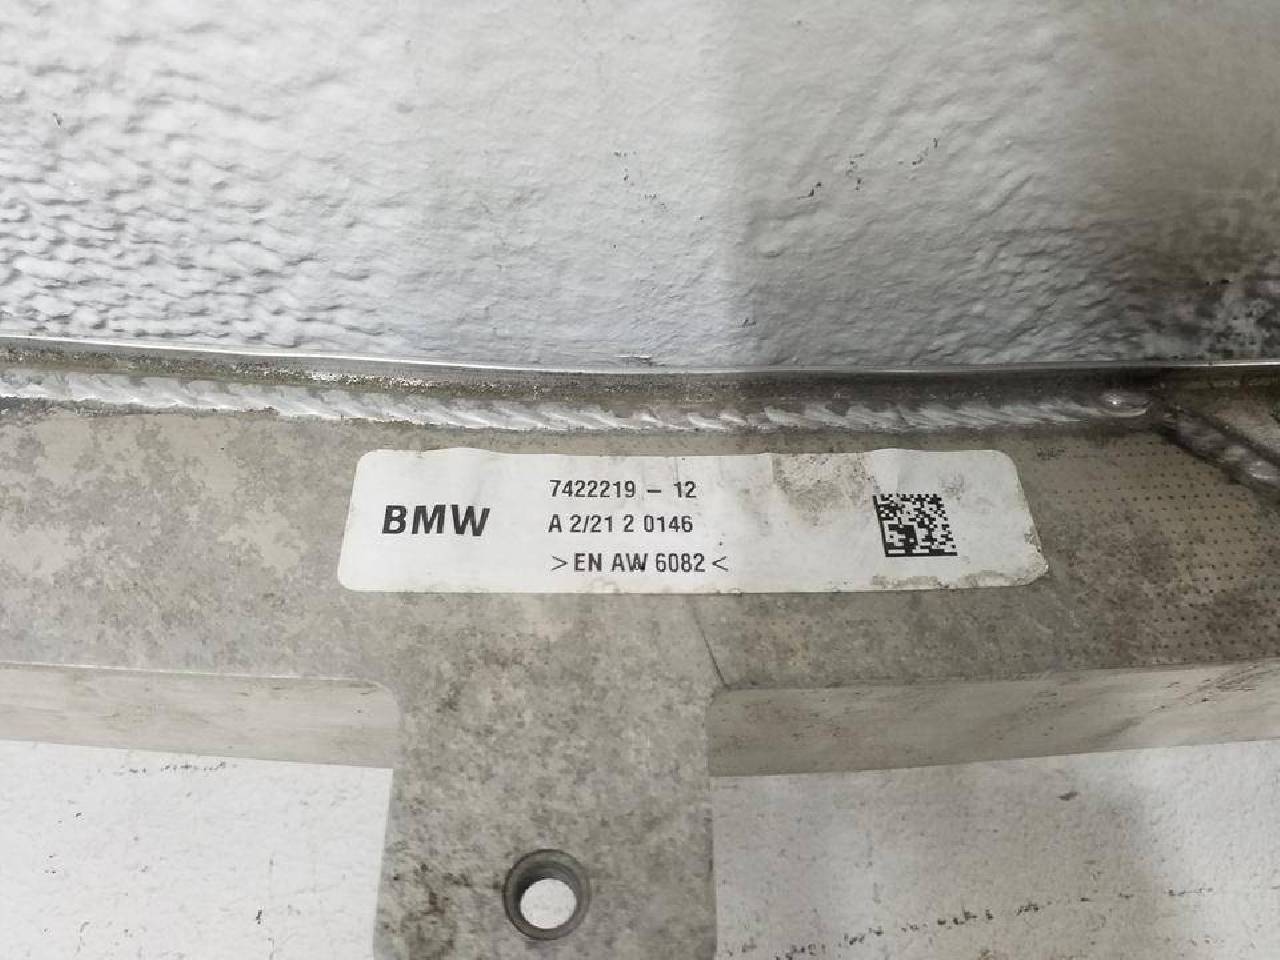 BMW
7422219 – 12
A 2/21 2 0146
>EN AW 6082<